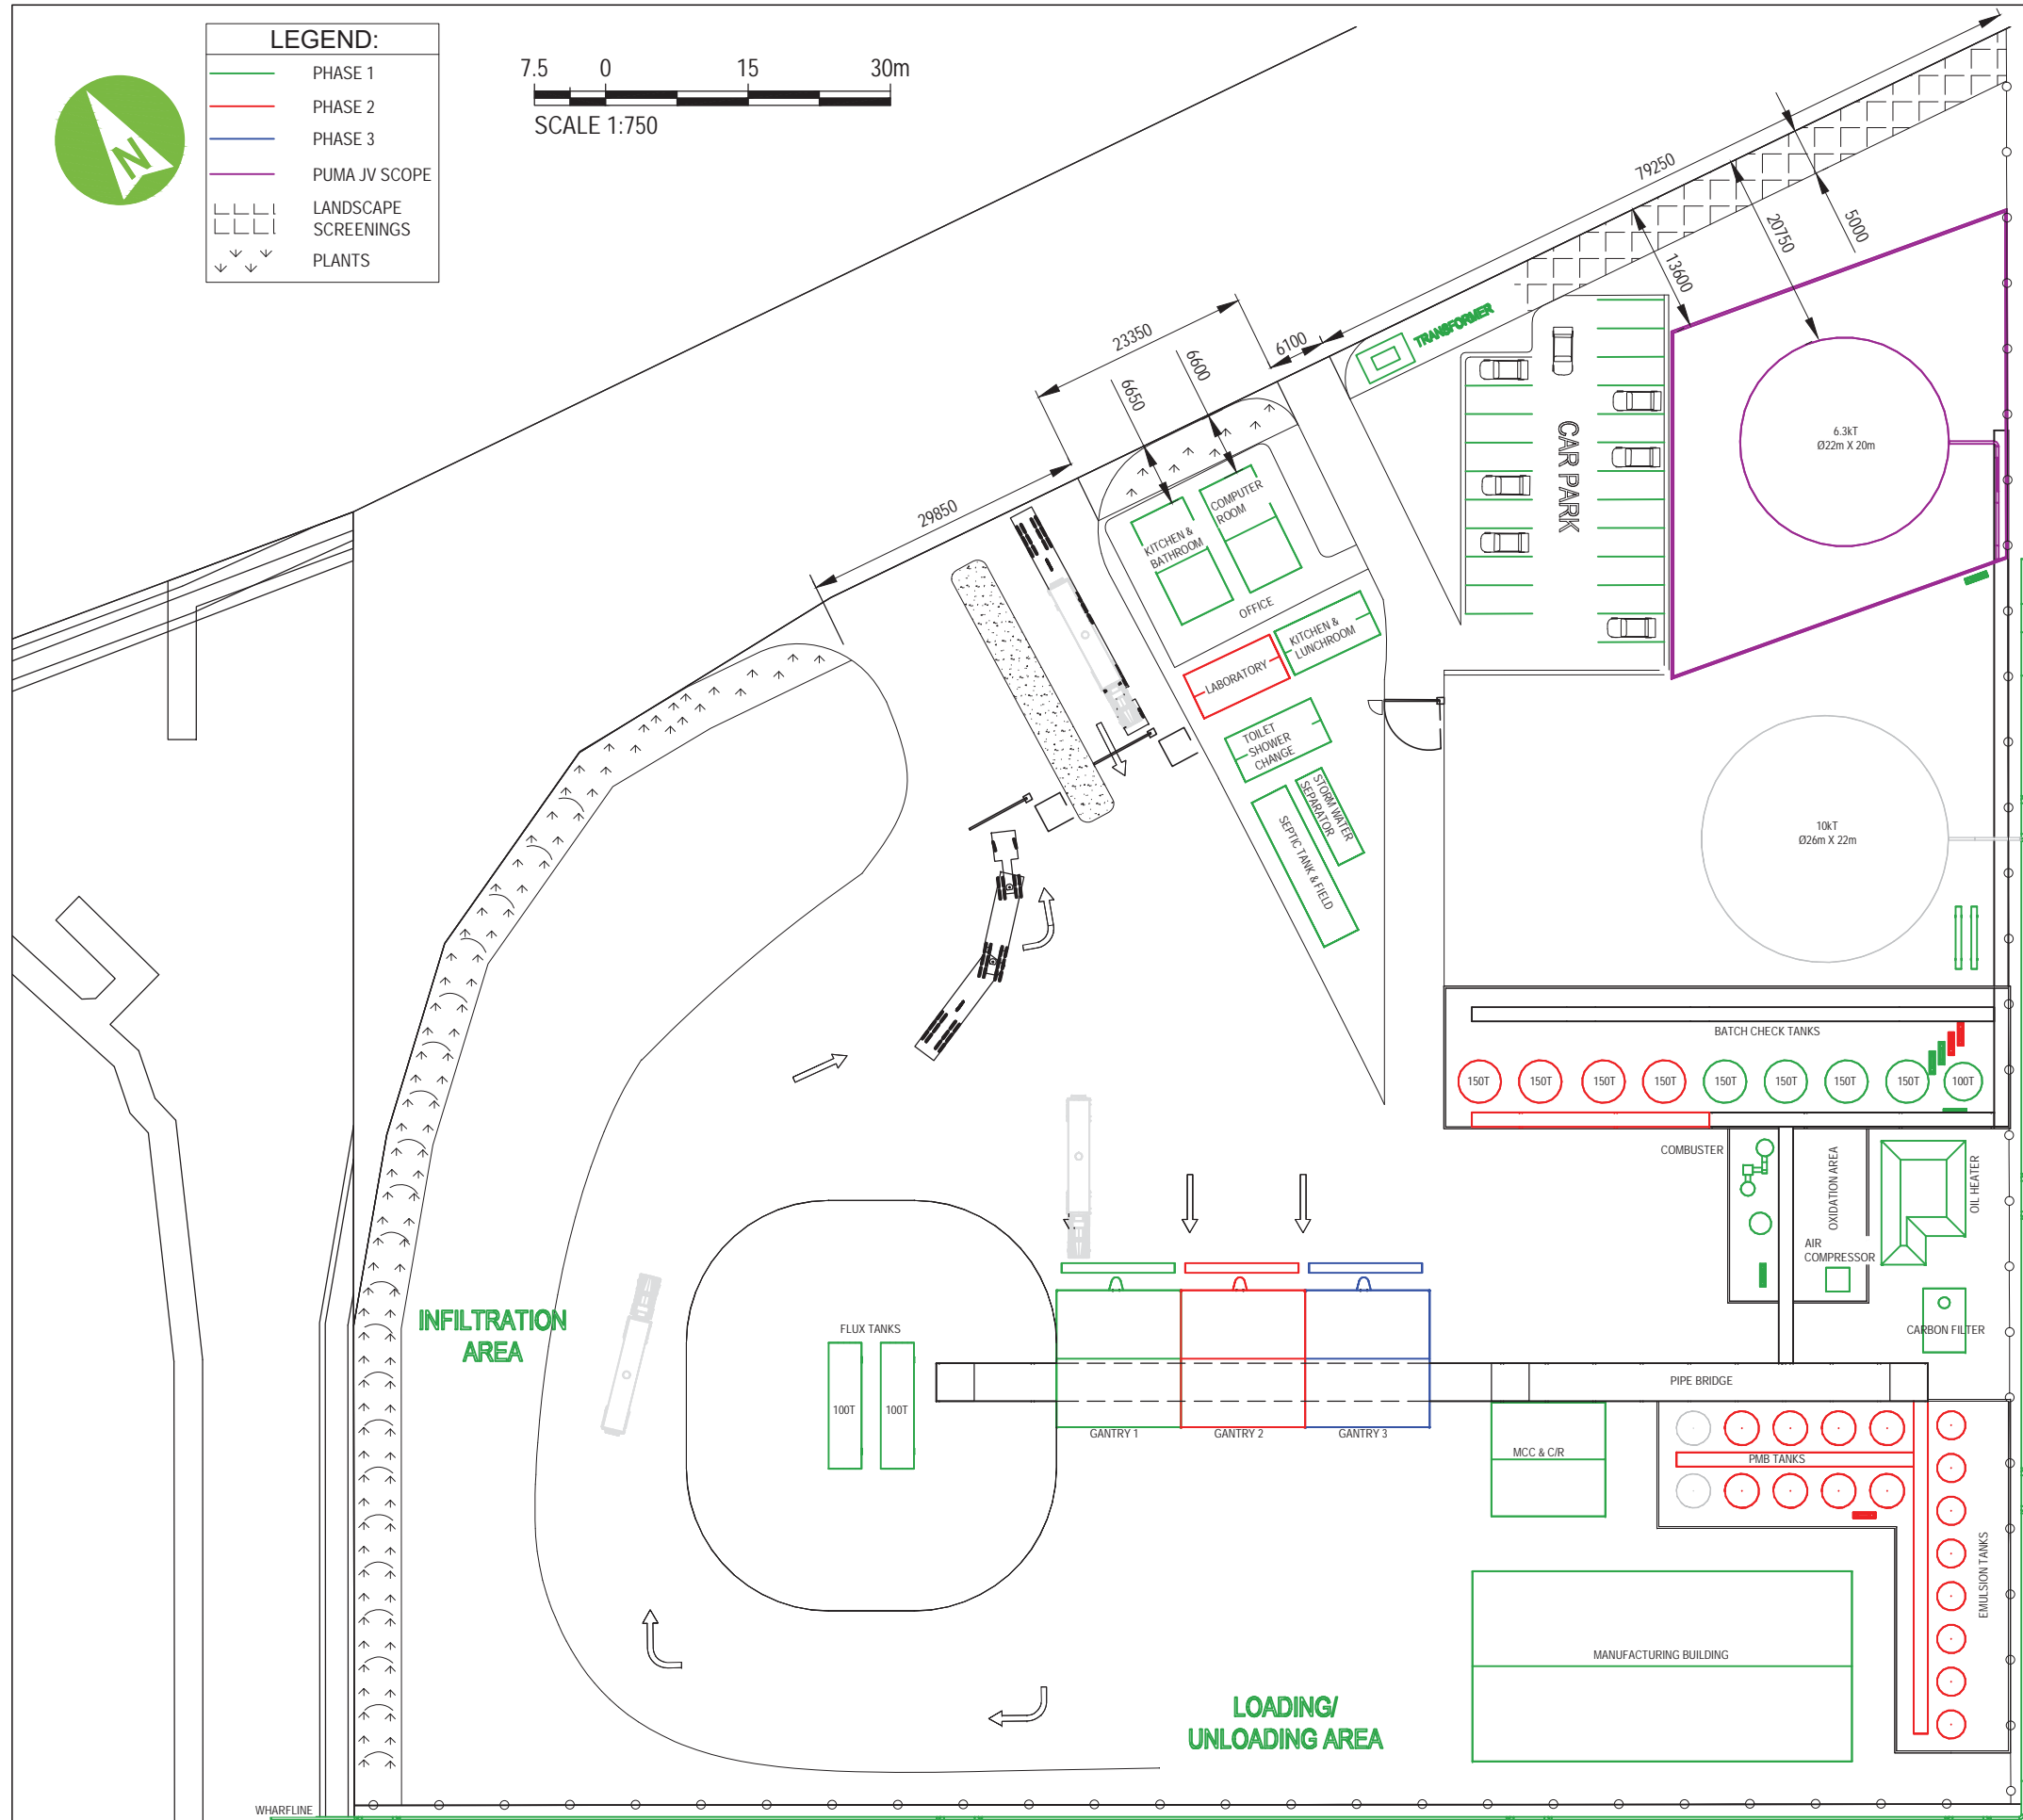 LEGEND:
PHASE 1
PHASE 2
PHASE 3
PUMA JV SCOPE
LANDSCAPE
SCREENINGS
PLANTS
N
7.5 0 15 30m
SCALE 1:750
79250
5000
20750
13600
23350
6100
6600
6650
29850
TRANSFORMER
CAR PARK
6.3kT
Ø22m X 20m
COMPUTER
ROOM
KITCHEN &
BATHROOM
OFFICE
KITCHEN &
LUNCHROOM
LABORATORY
TOILET
SHOWER
CHANGE
STORM WATER
SEPARATOR
SEPTIC TANK & FIELD
10kT
Ø26m X 22m
BATCH CHECK TANKS
150T 150T 150T 150T 150T 150T 150T 150T 100T
COMBUSTER
OXIDATION AREA
OIL HEATER
AIR
COMPRESSOR
CARBON FILTER
INFILTRATION
AREA
FLUX TANKS
100T 100T
PIPE BRIDGE
GANTRY 1 GANTRY 2 GANTRY 3
MCC & C/R
PMB TANKS
EMULSION TANKS
MANUFACTURING BUILDING
LOADING/
UNLOADING AREA
WHARFLINE